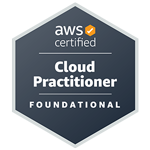 aws
certified
Cloud
Practitioner
FOUNDATIONAL